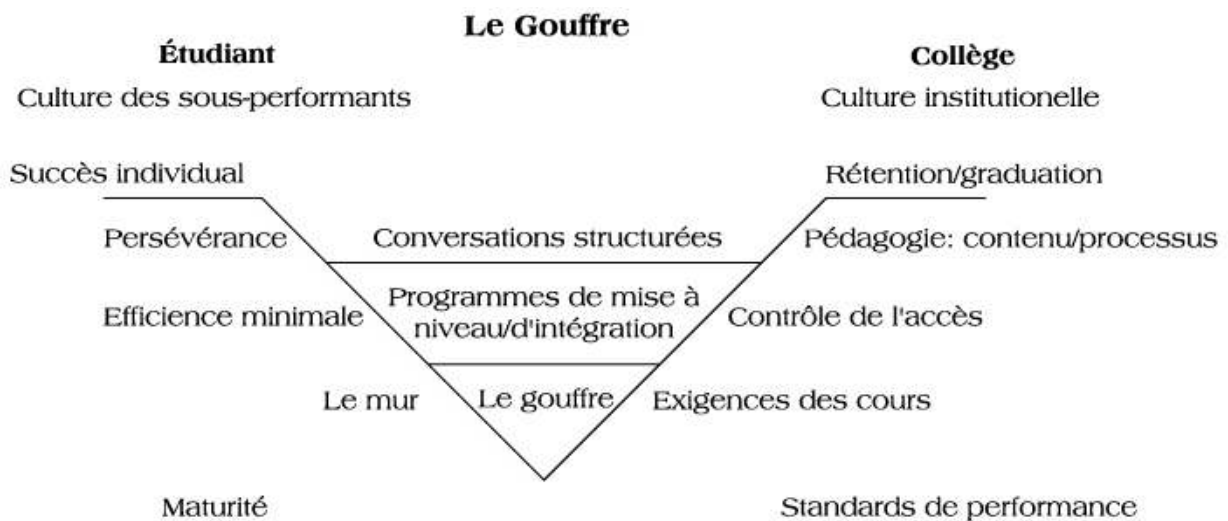 Le Gouffre
Étudiant
Collège
Culture des sous-performants
Culture institutionelle
Succès individual
Rétention/graduation
Persévérance
Conversations structurées
Pédagogie: contenu/processus
Programmes de mise à
niveau/d'intégration
Efficience minimale
Contrôle de l'accès
Le mur
Le gouffre
Exigences des cours
Maturité
Standards de performance